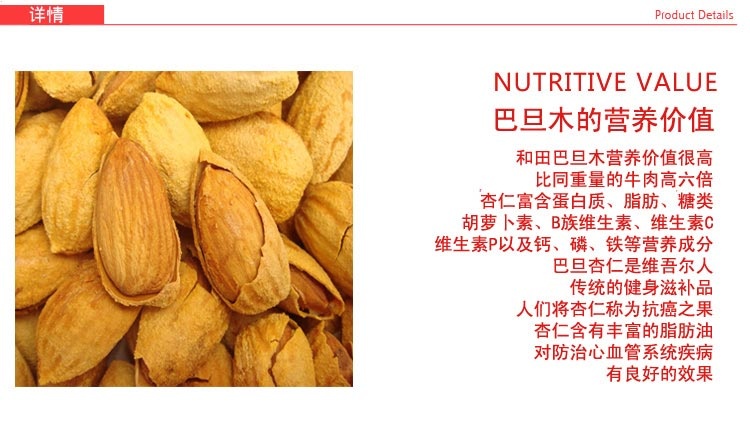 详情
Product Details
NUTRITIVE VALUE
巴旦木的营养价值
和田巴旦木营养价值很高
比同重量的牛肉高六倍
杏仁富含蛋白质、脂肪、糖类
胡萝卜素、B族维生素、维生素C
维生素P以及钙、磷、铁等营养成分
巴旦杏仁是维吾尔人
传统的健身滋补品
人们将杏仁称为抗癌之果
杏仁含有丰富的脂肪油
对防治心血管系统疾病
有良好的效果